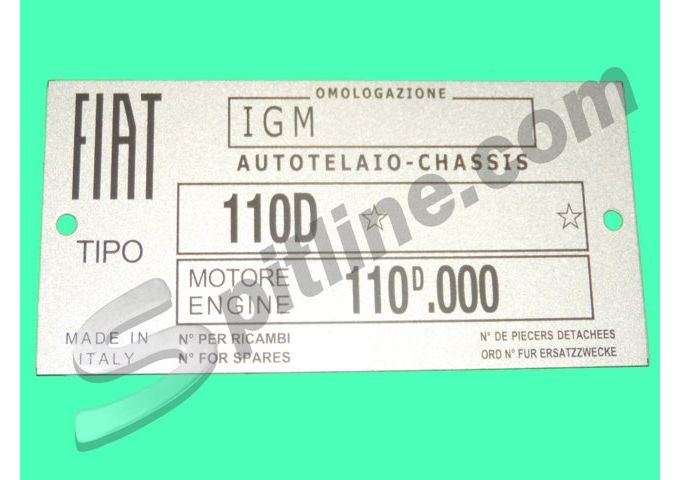 FIAT
OMOLOGAZIONE
IGM
AUTOTELAIO-CHASSIS
TIPO
110D ☆ ☆
MOTORE
ENGINE
110ᴰ.000
MADE IN
ITALY
N° PER RICAMBI
N° FOR SPARES
N° DE PIECERS DETACHEES
ORD N° FUR ERSATZZWECKE
Spitline.com